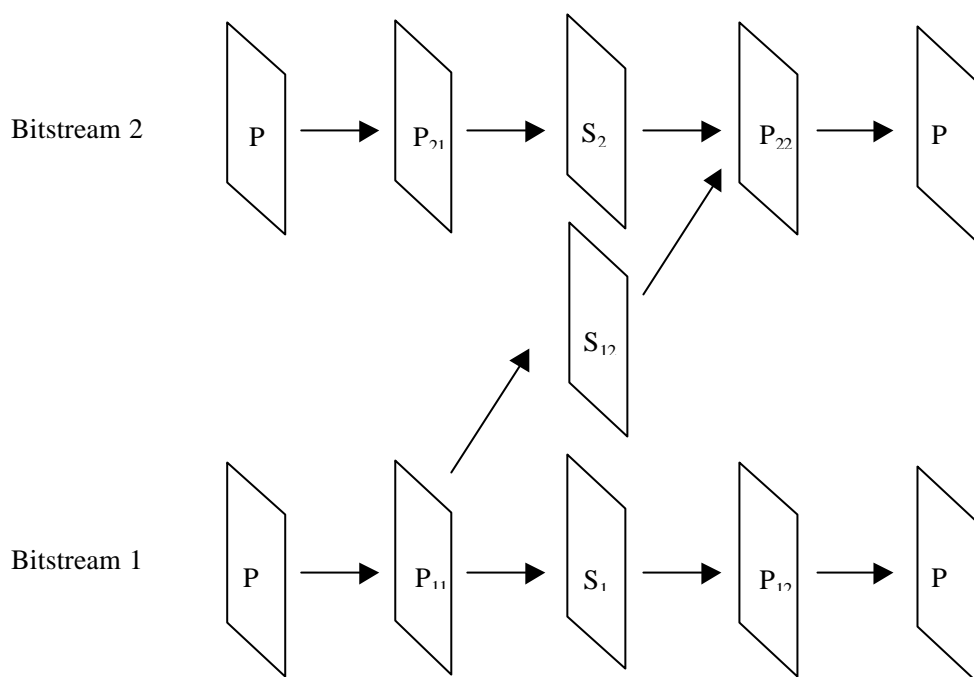 Bitstream 2
P P₂₁ S₂ P₂₂ P
S₁₂
Bitstream 1
P P₁₁ S₁ P₁₂ P